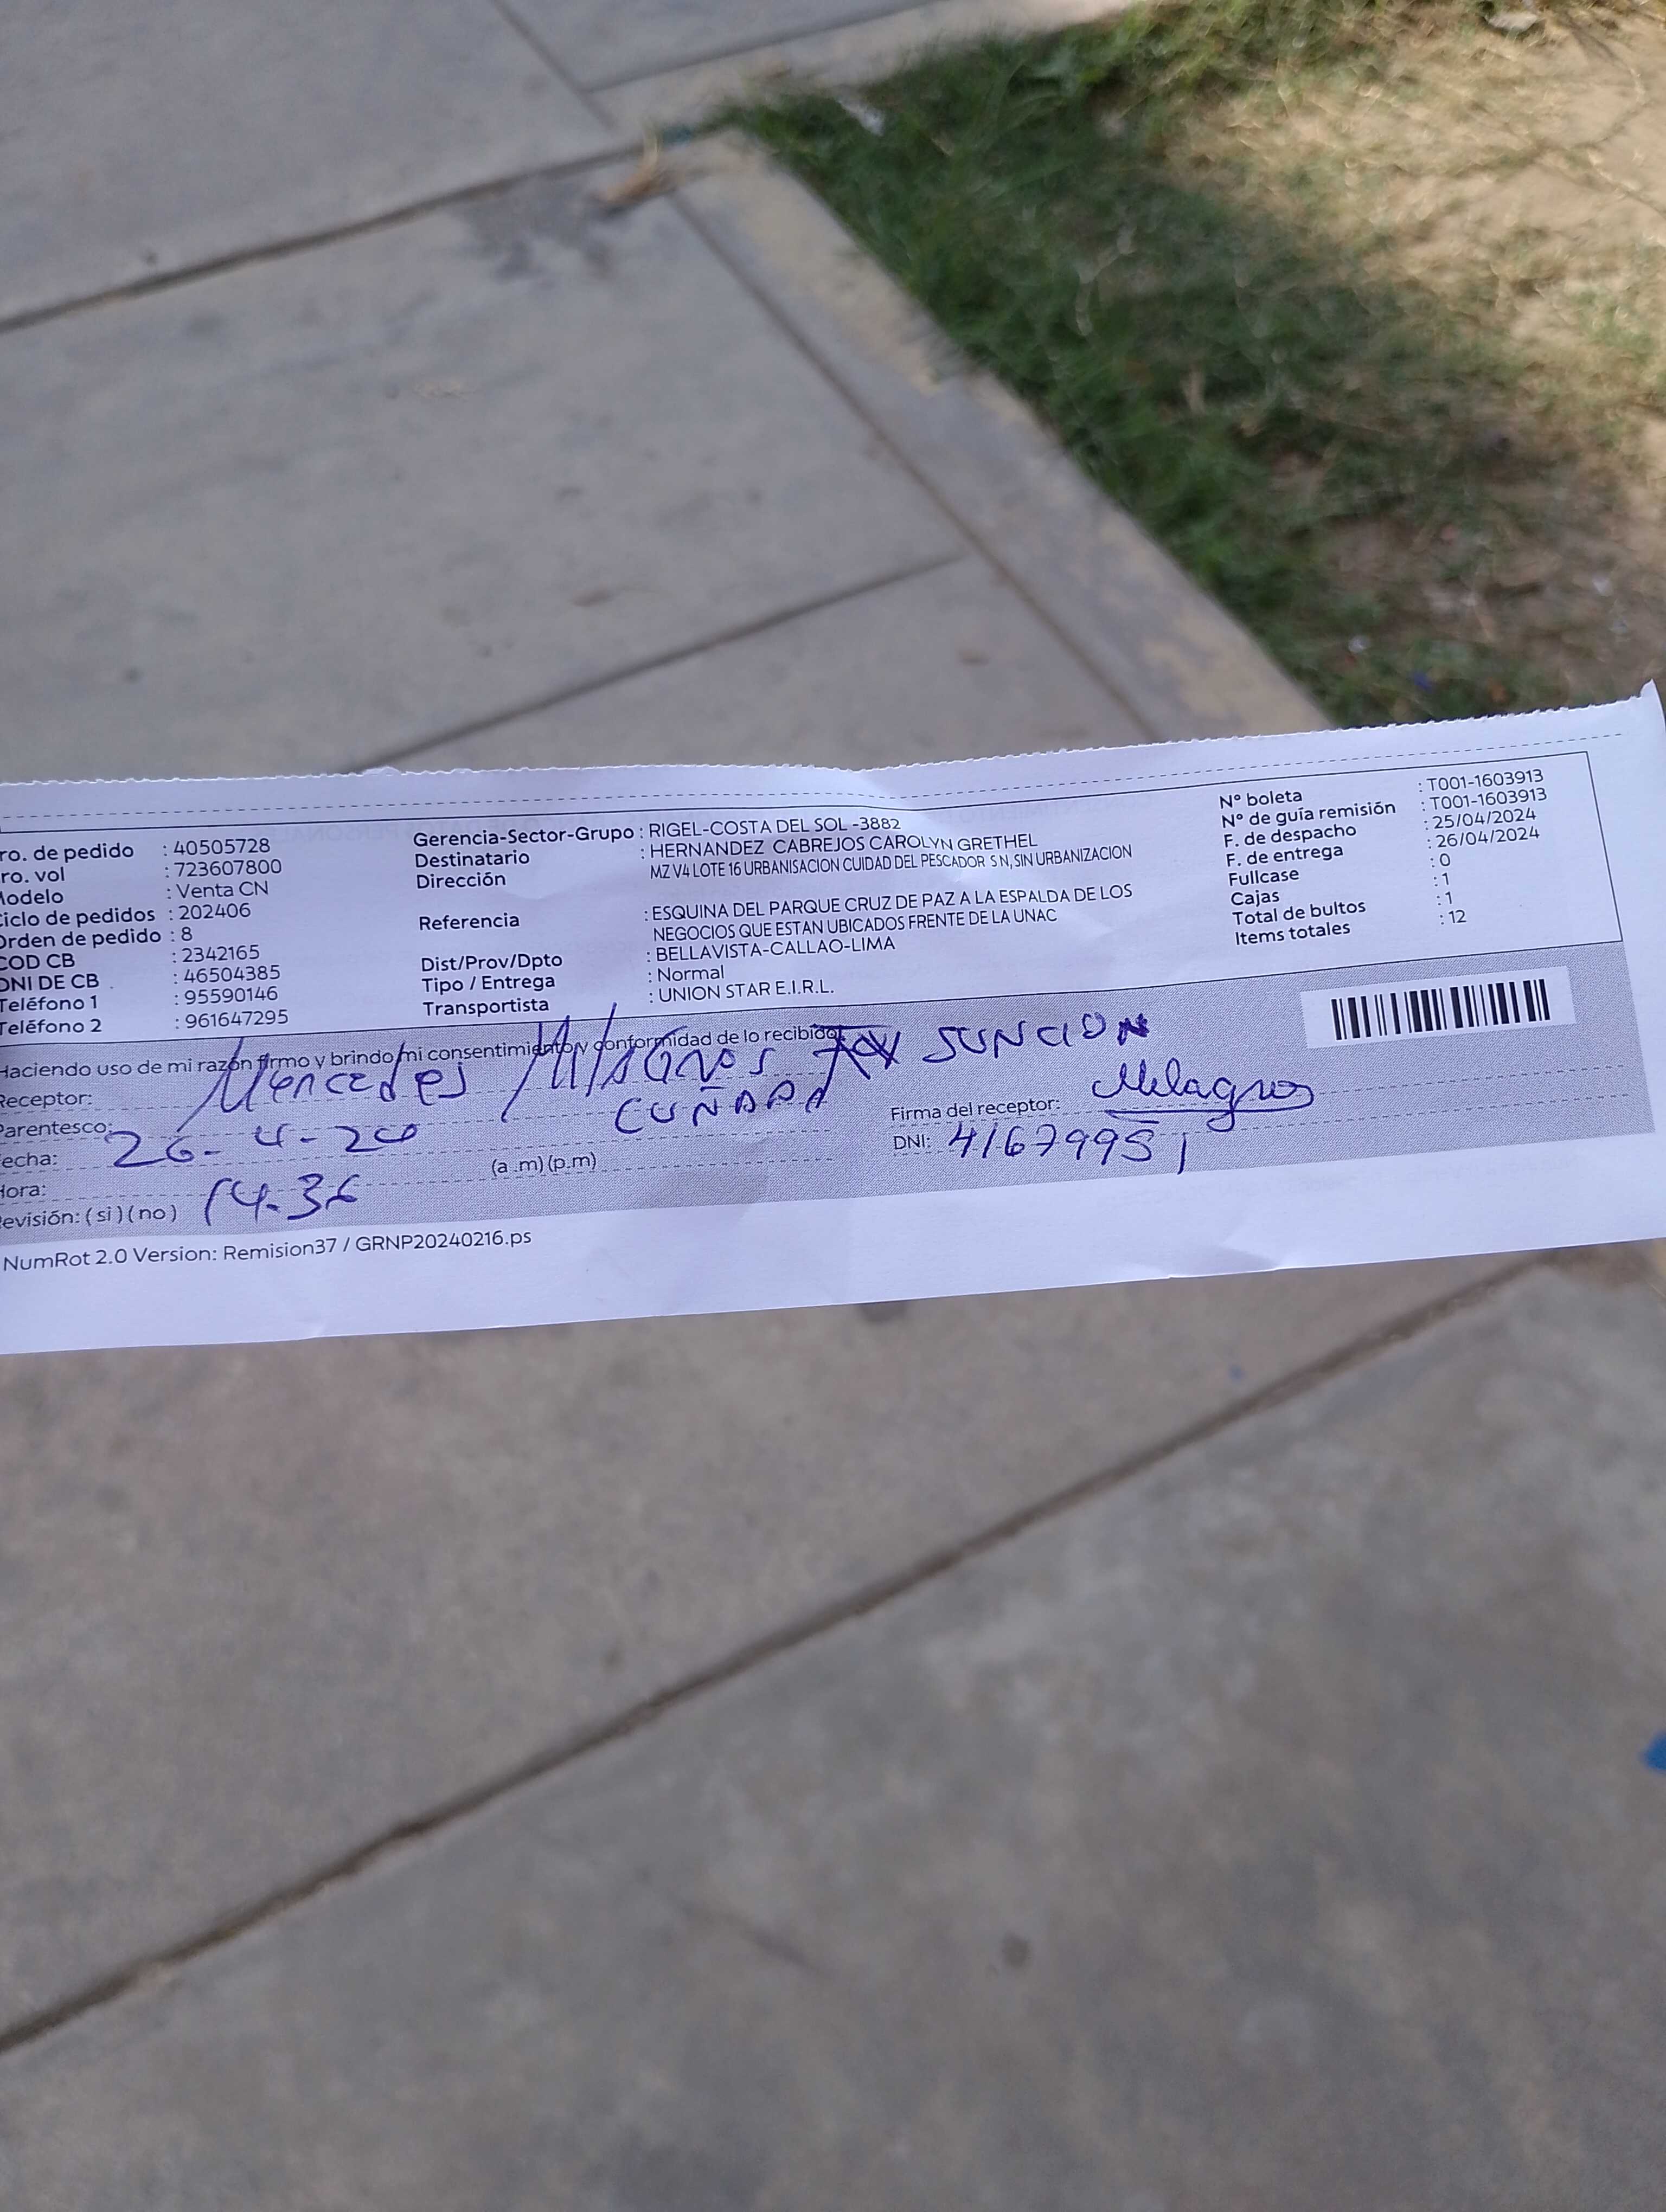 ro. de pedido : 40505728
ro. vol : 723607800
odelo : Venta CN
iclo de pedidos : 202406
Orden de pedido : 8
COD CB : 2342165
DNI DE CB : 46504385
Teléfono 1 : 95590146
Teléfono 2 : 961647295
Gerencia-Sector-Grupo : RIGEL-COSTA DEL SOL -3882
Destinatario : HERNANDEZ CABREJOS CAROLYN GRETHEL
Dirección MZ V4 LOTE 16 URBANISACION CUIDAD DEL PESCADOR S N, SIN URBANIZACION
Referencia : ESQUINA DEL PARQUE CRUZ DE PAZ A LA ESPALDA DE LOS
NEGOCIOS QUE ESTAN UBICADOS FRENTE DE LA UNAC
Dist/Prov/Dpto : BELLAVISTA-CALLAO-LIMA
Tipo / Entrega : Normal
Transportista : UNION STAR E.I.R.L.
N° boleta : T001-1603913
N° de guía remisión : T001-1603913
F. de despacho : 25/04/2024
F. de entrega : 26/04/2024
Fullcase : 0
Cajas : 1
Total de bultos : 1
Items totales : 12
Haciendo uso de mi razón firmo y brindo mi consentimiento y conformidad de lo recibido
Receptor: Mercedes Milagros SUNCION
Parentesco: CUÑADA
echa: 26-4-24
Hora: 14.36 (a .m) (p.m)
evisión: ( si ) ( no )
Firma del receptor: Milagros
DNI: 41679951
NumRot 2.0 Version: Remision37 / GRNP20240216.ps